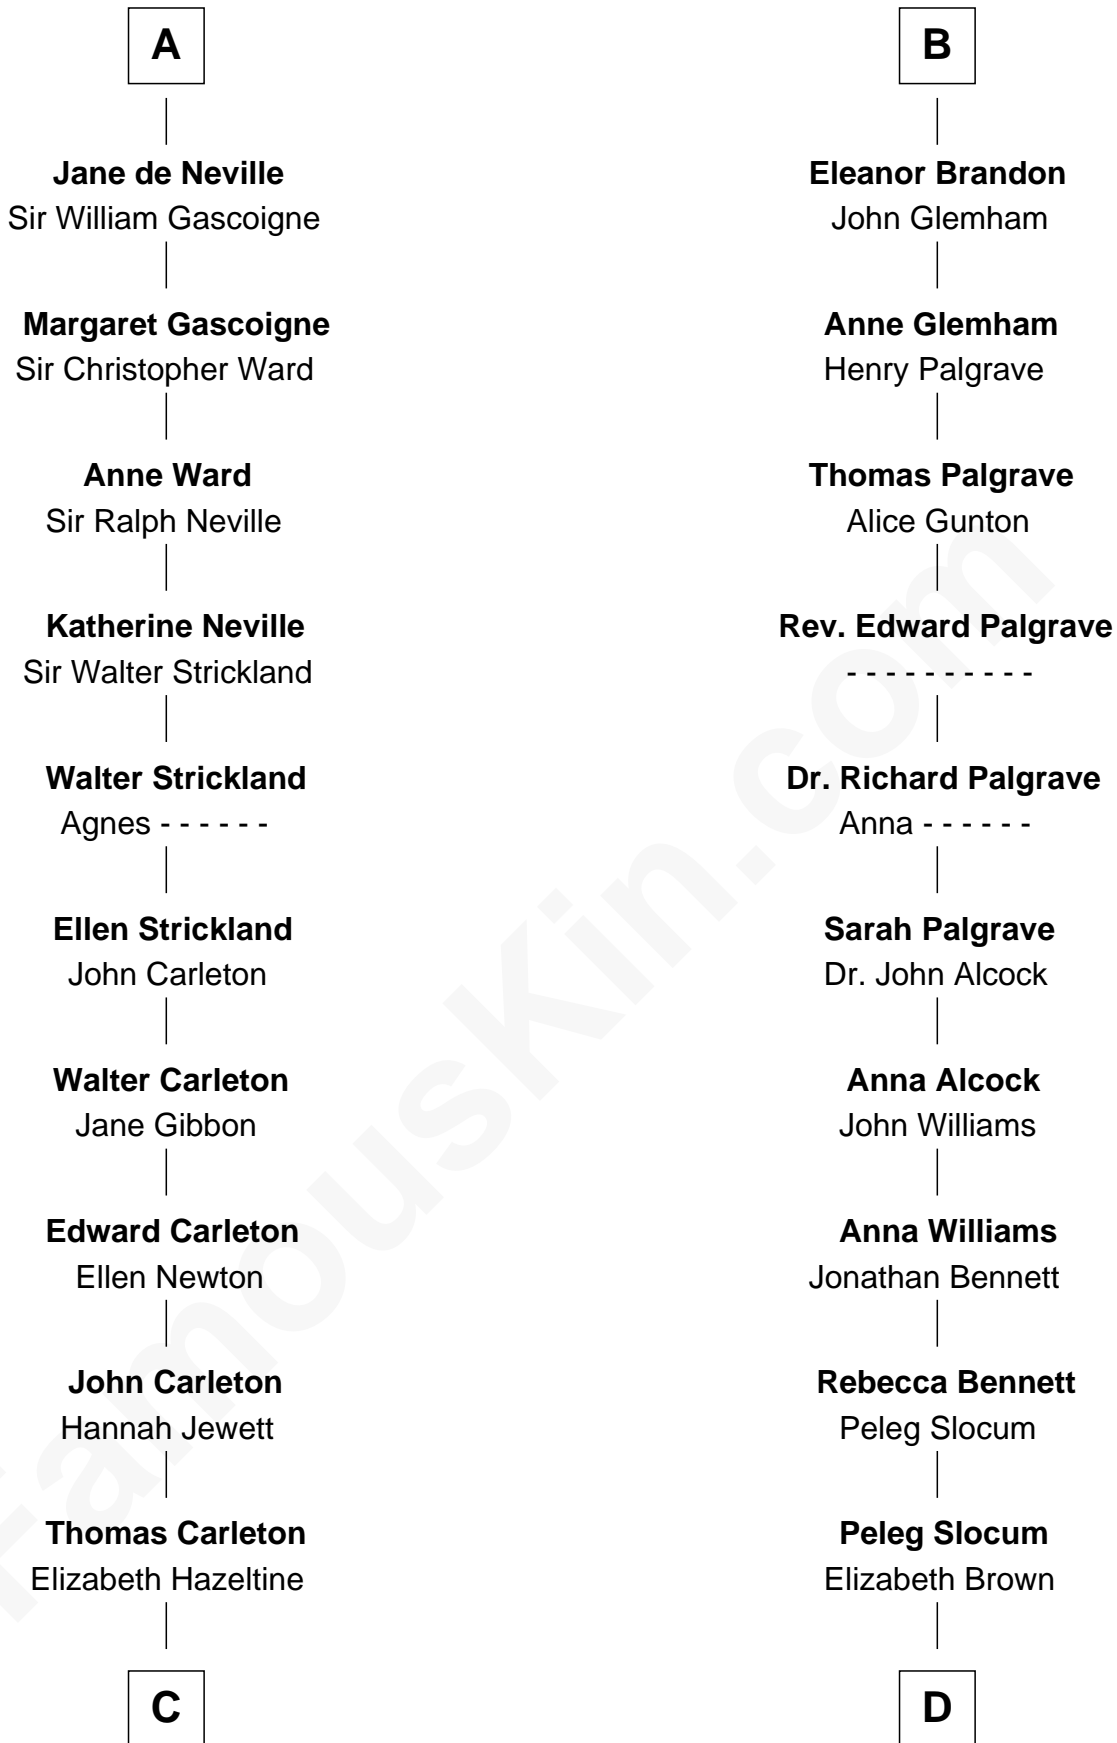 A
Jane de Neville
Sir William Gascoigne
Margaret Gascoigne
Sir Christopher Ward
Anne Ward
Sir Ralph Neville
Katherine Neville
Sir Walter Strickland
Walter Strickland
Agnes - - - - - -
Ellen Strickland
John Carleton
Walter Carleton
Jane Gibbon
Edward Carleton
Ellen Newton
John Carleton
Hannah Jewett
Thomas Carleton
Elizabeth Hazeltine
C
B
Eleanor Brandon
John Glemham
Anne Glemham
Henry Palgrave
Thomas Palgrave
Alice Gunton
Rev. Edward Palgrave
- - - - - - - - - -
Dr. Richard Palgrave
Anna - - - - - -
Sarah Palgrave
Dr. John Alcock
Anna Alcock
John Williams
Anna Williams
Jonathan Bennett
Rebecca Bennett
Peleg Slocum
Peleg Slocum
Elizabeth Brown
D
FamousKin.com